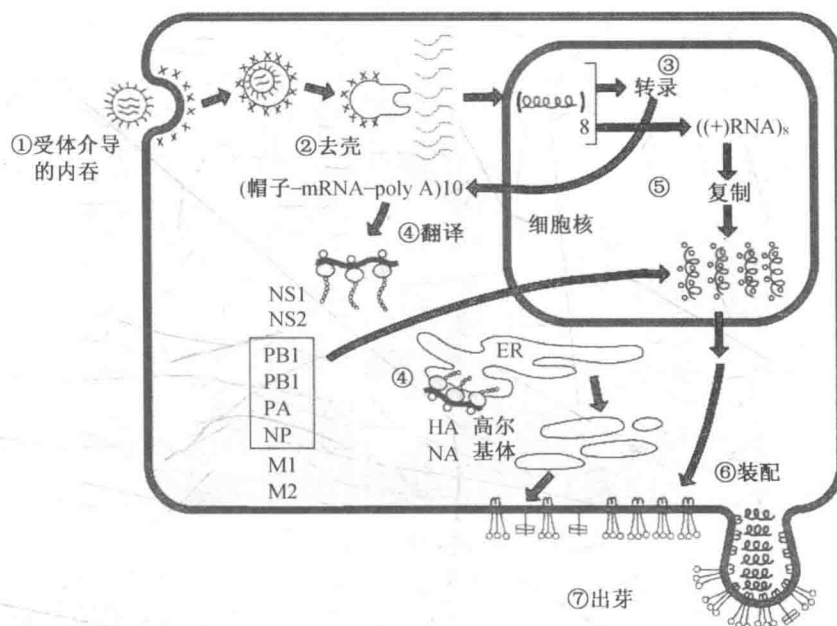 ①受体介导
的内吞
②去壳
③
转录
8
((+)RNA)₈
(帽子–mRNA–poly A)10
⑤
复制
细胞核
④翻译
NS1
NS2
PB1
PB1
PA
NP
M1
M2
ER
④
HA 高尔
NA 基体
⑥装配
⑦出芽